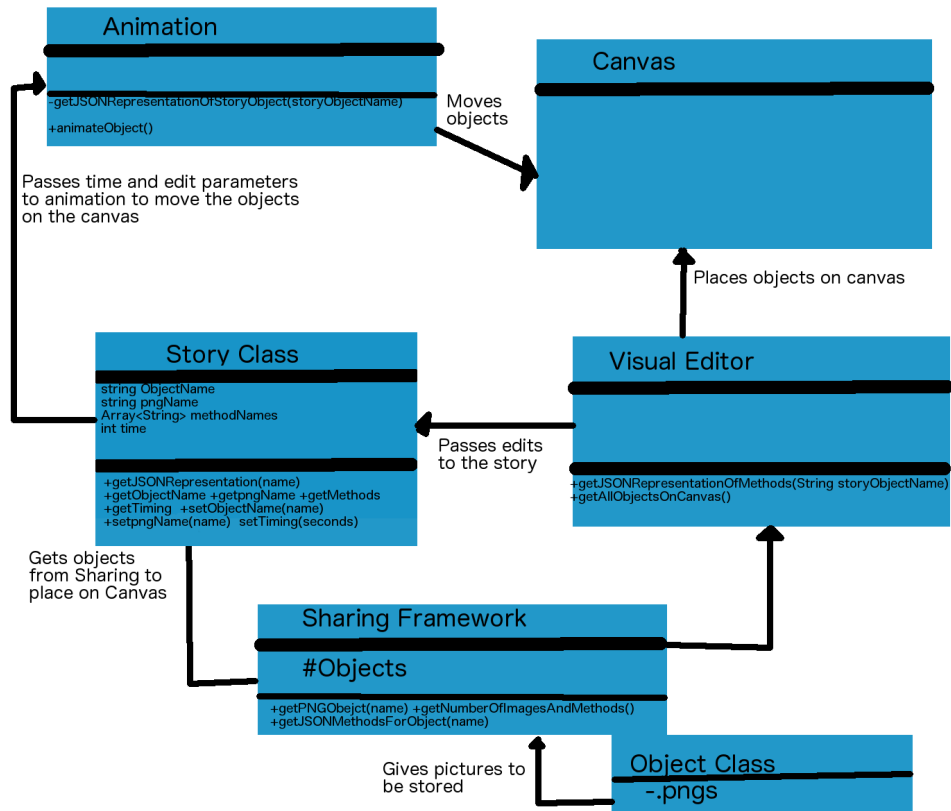 Animation
-getJSONRepresentationOfStoryObject(storyObjectName)
+animateObject()
Canvas
Moves
objects
Passes time and edit parameters
to animation to move the objects
on the canvas
Places objects on canvas
Story Class
string ObjectName
string pngName
Array<String> methodNames
int time
+getJSONRepresentation(name)
+getObjectName +getpngName +getMethods
+getTiming +setObjectName(name)
+setpngName(name) setTiming(seconds)
Passes edits
to the story
Visual Editor
+getJSONRepresentationOfMethods(String storyObjectName)
+getAllObjectsOnCanvas()
Gets objects
from Sharing to
place on Canvas
Sharing Framework
#Objects
+getPNGObejct(name) +getNumberOfImagesAndMethods()
+getJSONMethodsForObject(name)
Gives pictures to
be stored
Object Class
-.pngs